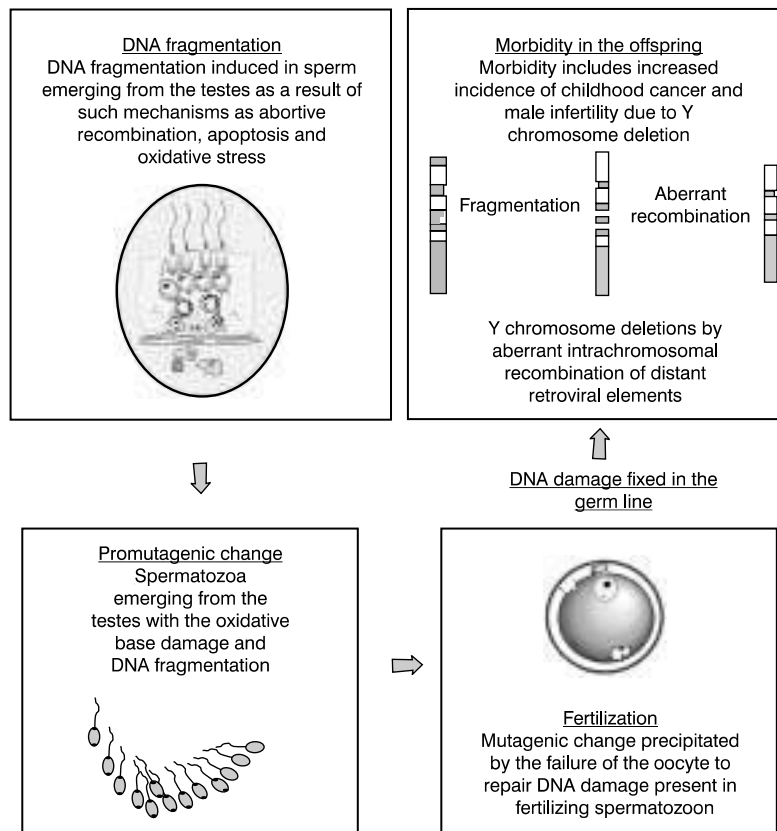 DNA fragmentation
DNA fragmentation induced in sperm
emerging from the testes as a result of
such mechanisms as abortive
recombination, apoptosis and
oxidative stress
Promutagenic change
Spermatozoa
emerging from the
testes with the oxidative
base damage and
DNA fragmentation
Fertilization
Mutagenic change precipitated
by the failure of the oocyte to
repair DNA damage present in
fertilizing spermatozoon
DNA damage fixed in the
germ line
Morbidity in the offspring
Morbidity includes increased
incidence of childhood cancer and
male infertility due to Y
chromosome deletion
Fragmentation
Aberrant
recombination
Y chromosome deletions by
aberrant intrachromosomal
recombination of distant
retroviral elements